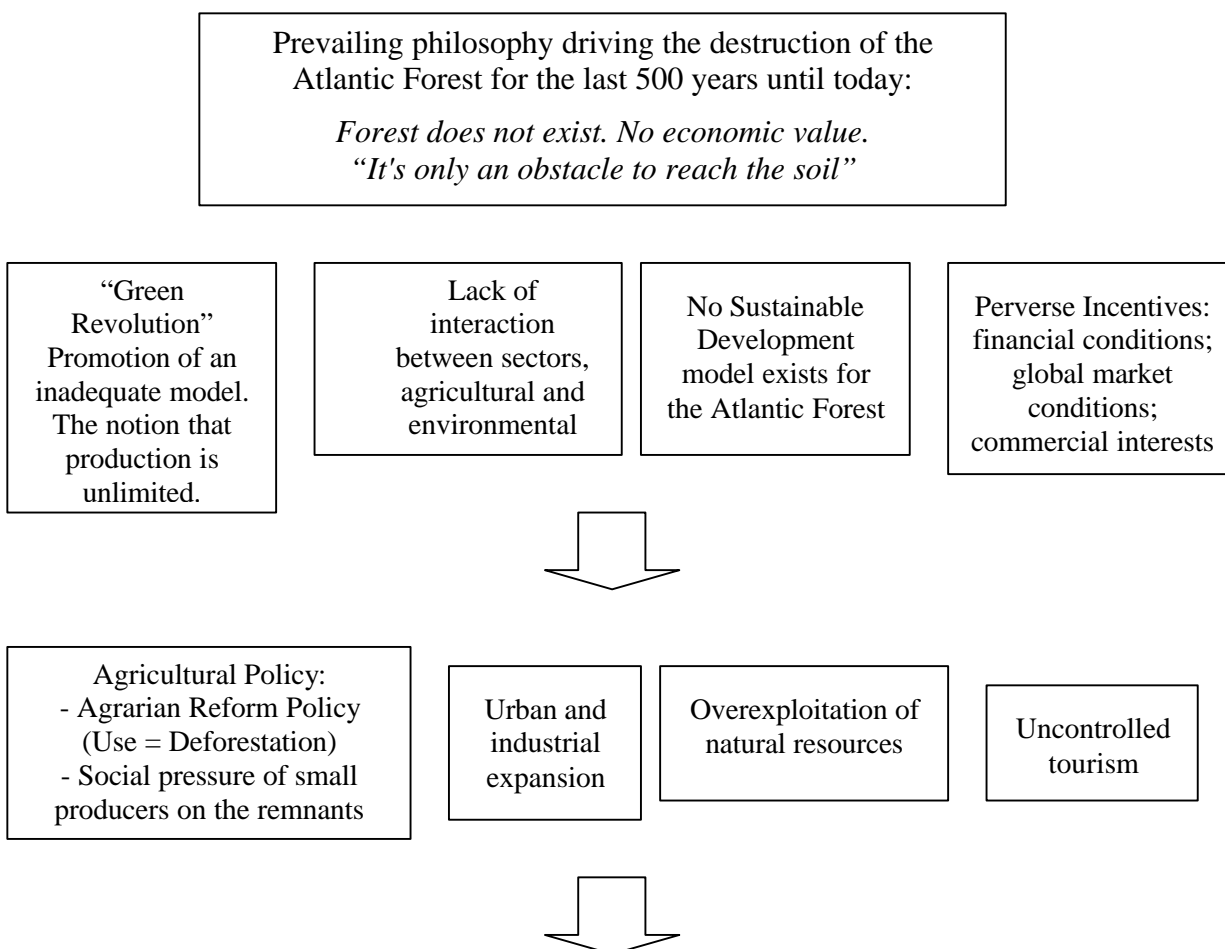 Prevailing philosophy driving the destruction of the
Atlantic Forest for the last 500 years until today:
Forest does not exist. No economic value.
“It's only an obstacle to reach the soil”
“Green
Revolution”
Promotion of an
inadequate model.
The notion that
production is
unlimited.
Lack of
interaction
between sectors,
agricultural and
environmental
No Sustainable
Development
model exists for
the Atlantic Forest
Perverse Incentives:
financial conditions;
global market
conditions;
commercial interests
Agricultural Policy:
- Agrarian Reform Policy
(Use = Deforestation)
- Social pressure of small
producers on the remnants
Urban and
industrial
expansion
Overexploitation of
natural resources
Uncontrolled
tourism